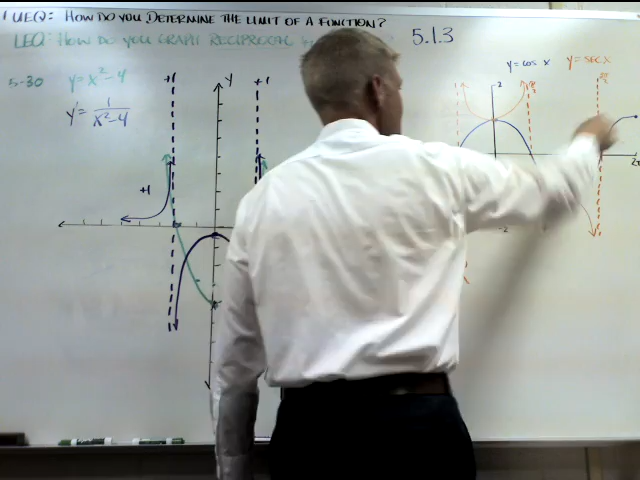 UEQ: HOW DO YOU DETERMINE THE LIMIT OF A FUNCTION?
LEQ: HOW DO YOU GRAPH RECIPROCAL
5.1.3
5-30 y=x²-4
y=1/(x²-4)
+1
+1
y
+1
y=cos x
y=sec x
2
-2